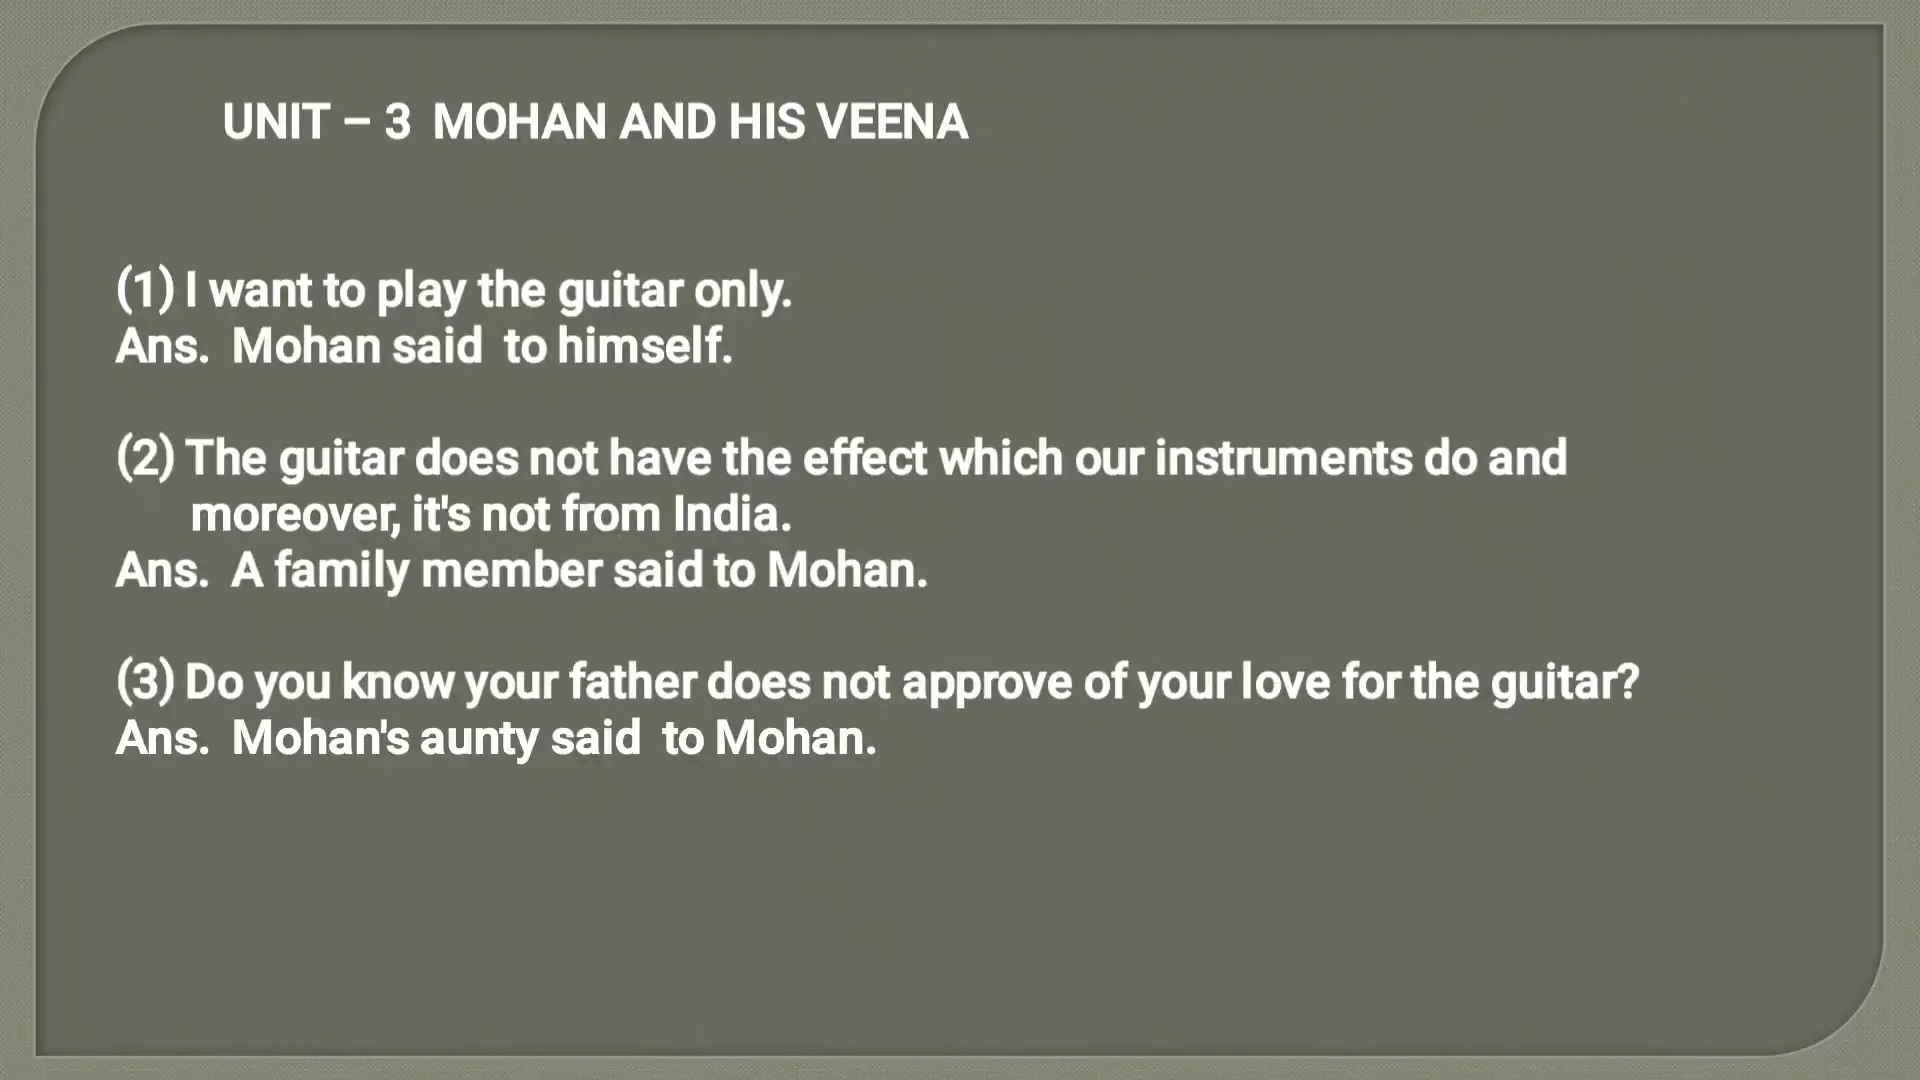 UNIT – 3 MOHAN AND HIS VEENA
(1) I want to play the guitar only.
Ans. Mohan said to himself.
(2) The guitar does not have the effect which our instruments do and
moreover, it's not from India.
Ans. A family member said to Mohan.
(3) Do you know your father does not approve of your love for the guitar?
Ans. Mohan's aunty said to Mohan.